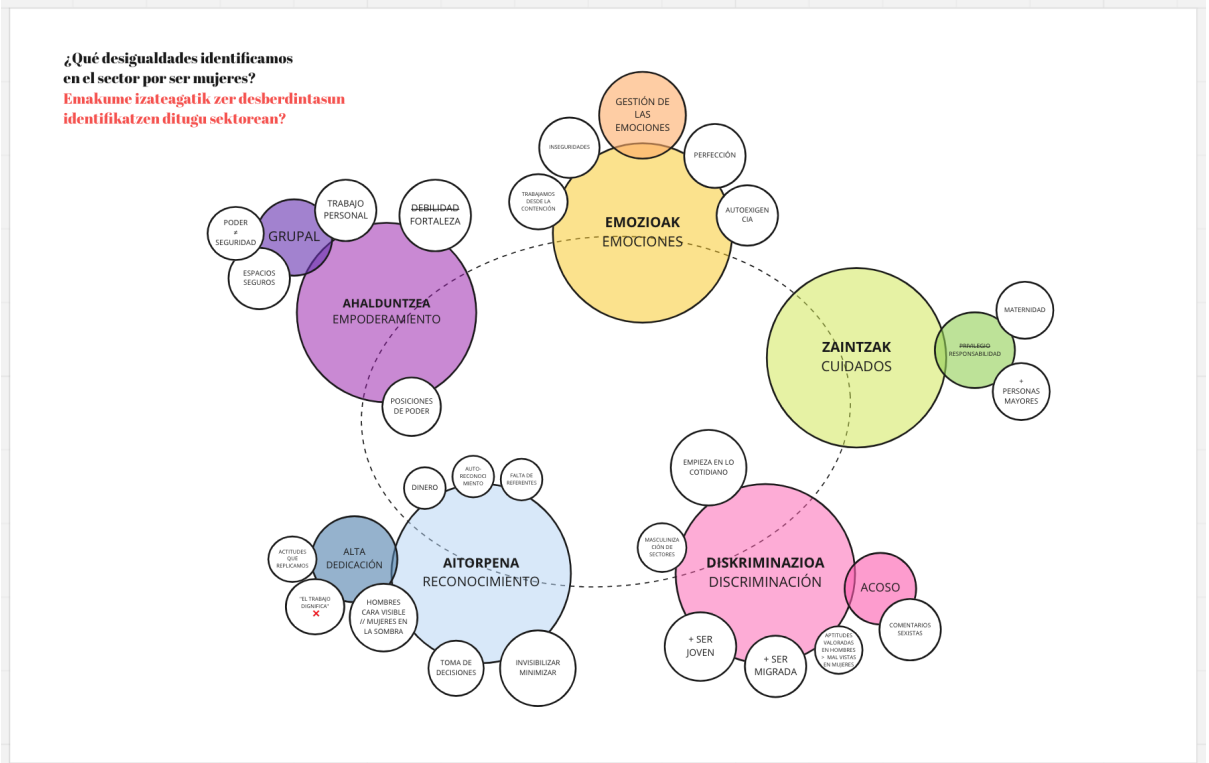 ¿Qué desigualdades identificamos
en el sector por ser mujeres?
Emakume izateagatik zer desberdintasun
identifikatzen ditugu sektorean?
GESTIÓN DE
LAS
EMOCIONES
INSEGURIDADES
PERFECCIÓN
TRABAJAMOS
DESDE LA
CONTENCIÓN
AUTOEXIGEN
CIA
EMOZIOAK
EMOCIONES
PODER
≠
SEGURIDAD
GRUPAL
TRABAJO
PERSONAL
DEBILIDAD
FORTALEZA
ESPACIOS
SEGUROS
AHALDUNTZEA
EMPODERAMIENTO
POSICIONES
DE PODER
ZAINTZAK
CUIDADOS
PRIVILEGIO
RESPONSABILIDAD
MATERNIDAD
+
PERSONAS
MAYORES
DINERO
AUTO-
RECONOCI
MIENTO
FALTA DE
REFERENTES
ACTITUDES
QUE
REPLICAMOS
ALTA
DEDICACIÓN
"EL TRABAJO
DIGNIFICA"
❌
HOMBRES
CARA VISIBLE
// MUJERES EN
LA SOMBRA
AITORPENA
RECONOCIMIENTO
TOMA DE
DECISIONES
INVISIBILIZAR
MINIMIZAR
EMPIEZA EN LO
COTIDIANO
MASCULINIZA
CIÓN DE
SECTORES
DISKRIMINAZIOA
DISCRIMINACIÓN
ACOSO
COMENTARIOS
SEXISTAS
+ SER
JOVEN
+ SER
MIGRADA
APTITUDES
VALORADAS
EN HOMBRES
> MAL VISTAS
EN MUJERES